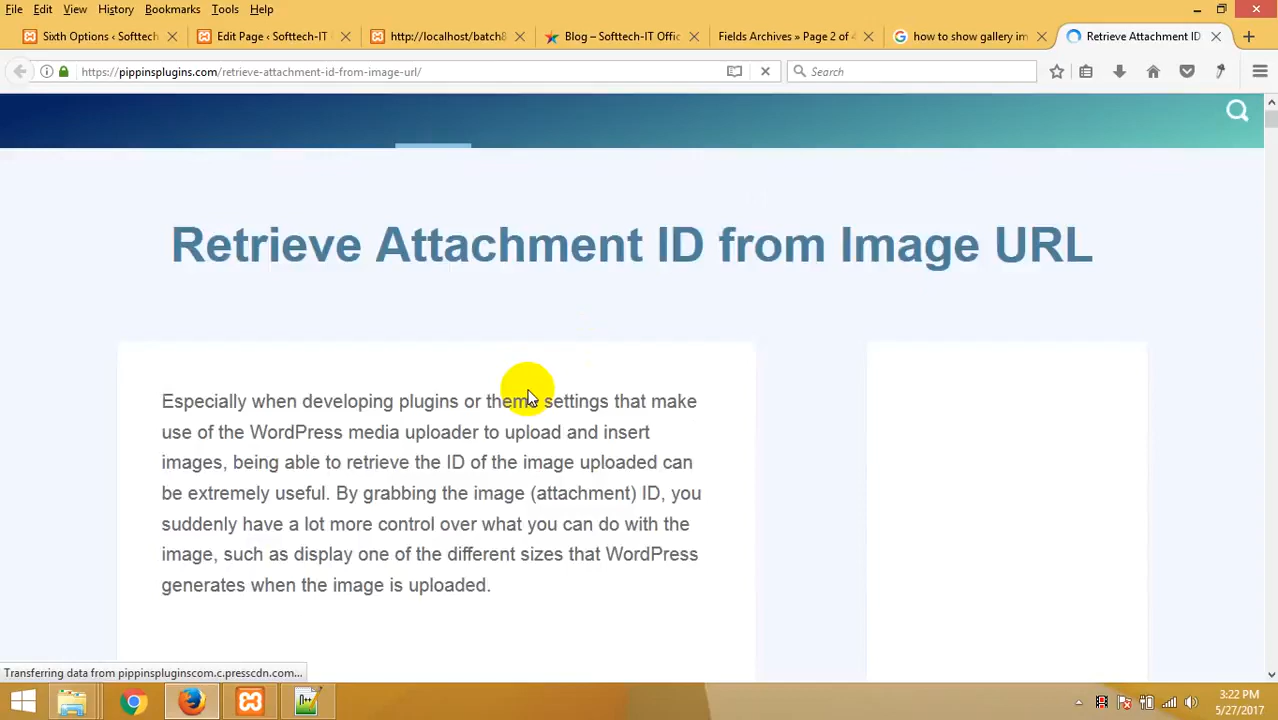 File Edit View History Bookmarks Tools Help
Sixth Options ‹ Softtech
Edit Page ‹ Softtech-IT
http://localhost/batch8
Blog – Softtech-IT Offic
Fields Archives » Page 2 of 4
how to show gallery im
Retrieve Attachment ID
https://pippinsplugins.com/retrieve-attachment-id-from-image-url/
Search
Retrieve Attachment ID from Image URL
Especially when developing plugins or theme settings that make
use of the WordPress media uploader to upload and insert
images, being able to retrieve the ID of the image uploaded can
be extremely useful. By grabbing the image (attachment) ID, you
suddenly have a lot more control over what you can do with the
image, such as display one of the different sizes that WordPress
generates when the image is uploaded.
Transferring data from pippinspluginscom.c.presscdn.com...
3:22 PM
5/27/2017